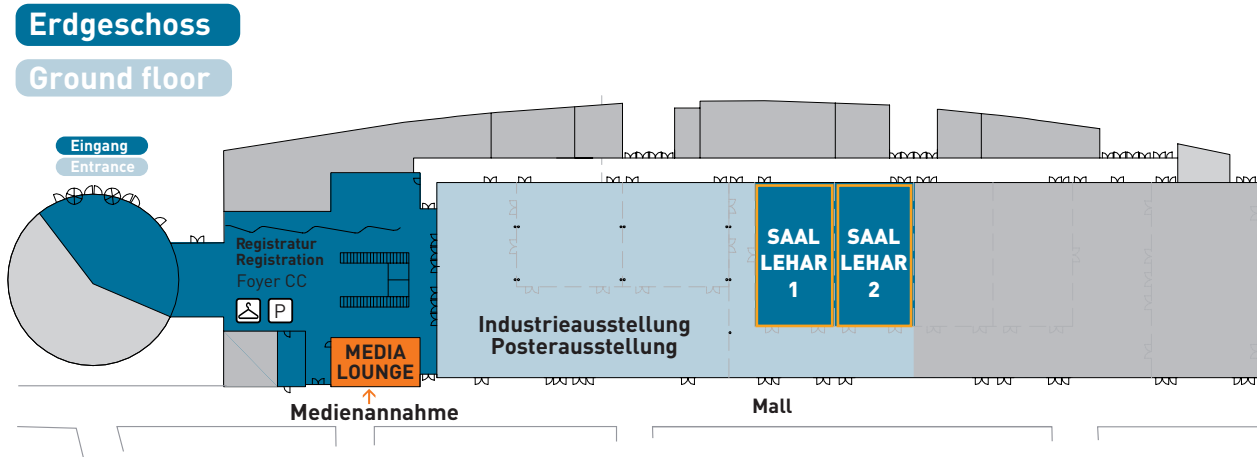 Erdgeschoss
Ground floor
Eingang
Entrance
Registratur
Registration
Foyer CC
P
SAAL
LEHAR
1
SAAL
LEHAR
2
Industrieausstellung
Posterausstellung
MEDIA
LOUNGE
Medienannahme
Mall